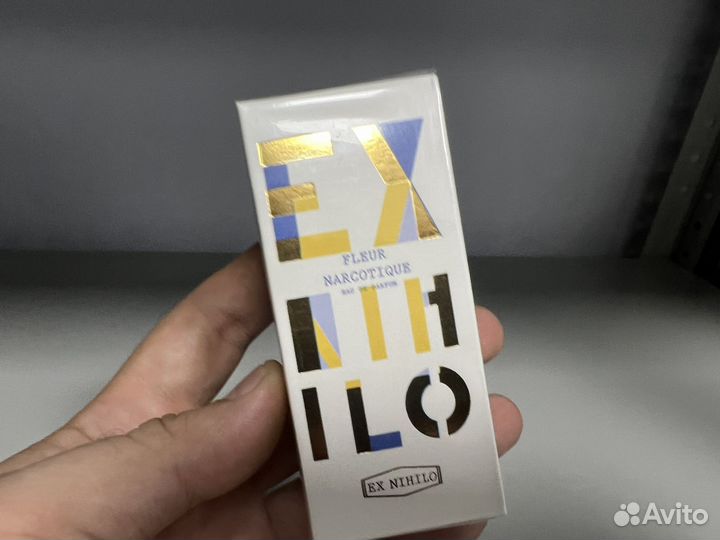 EX
FLEUR
NARCOTIQUE
EAU DE PARFUM
NIH
ILO
EX NIHILO
Avito